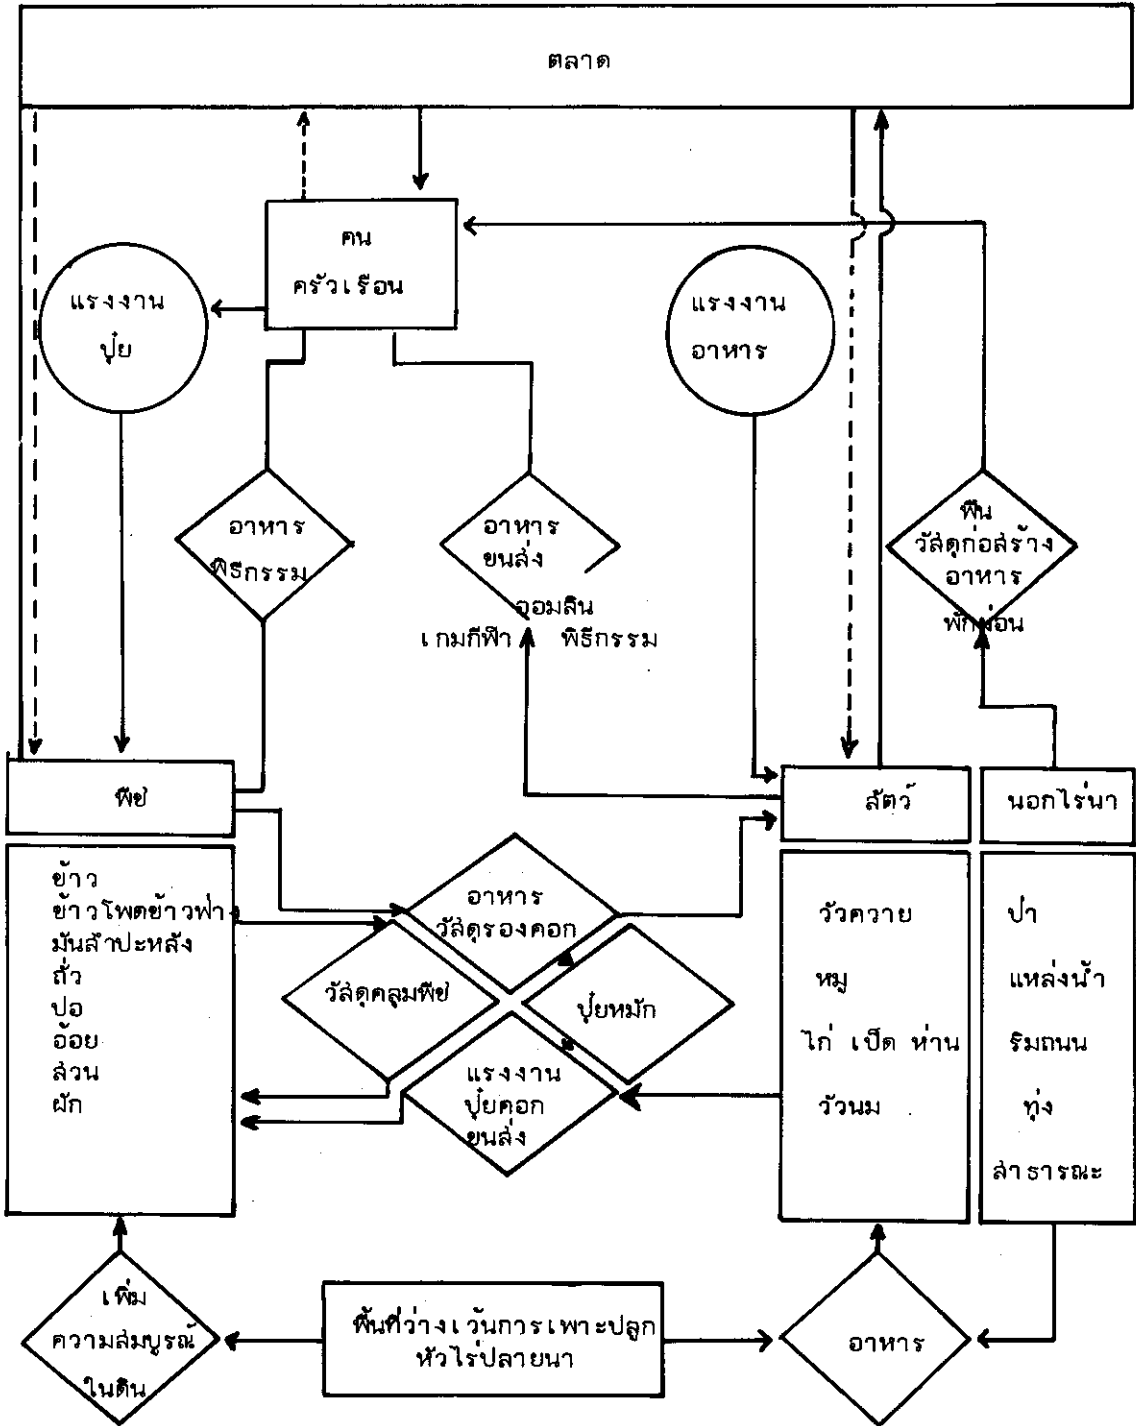 ตลาด
คน
ครัวเรือน
แรงงาน
ปุ๋ย
แรงงาน
อาหาร
อาหาร
พิธีกรรม
อาหาร
ขนส่ง
ออมสิน
เกมกีฬา พิธีกรรม
ฟืน
วัสดุก่อสร้าง
อาหาร
พักผ่อน
พืช
สัตว์
นอกไร่นา
ข้าว
ข้าวโพดข้าวฟ่าง
มันสำปะหลัง
ถั่ว
ปอ
อ้อย
สวน
ผัก
อาหาร
วัสดุรองคอก
วัสดุคลุมพืช
ปุ๋ยหมัก
แรงงาน
ปุ๋ยคอก
ขนส่ง
วัวควาย
หมู
ไก่ เป็ด ห่าน
วัวนม
ป่า
แหล่งน้ำ
ริมถนน
ทุ่ง
สาธารณะ
เพิ่ม
ความสมบูรณ์
ในดิน
พื้นที่ว่างเว้นการเพาะปลูก
หัวไร่ปลายนา
อาหาร